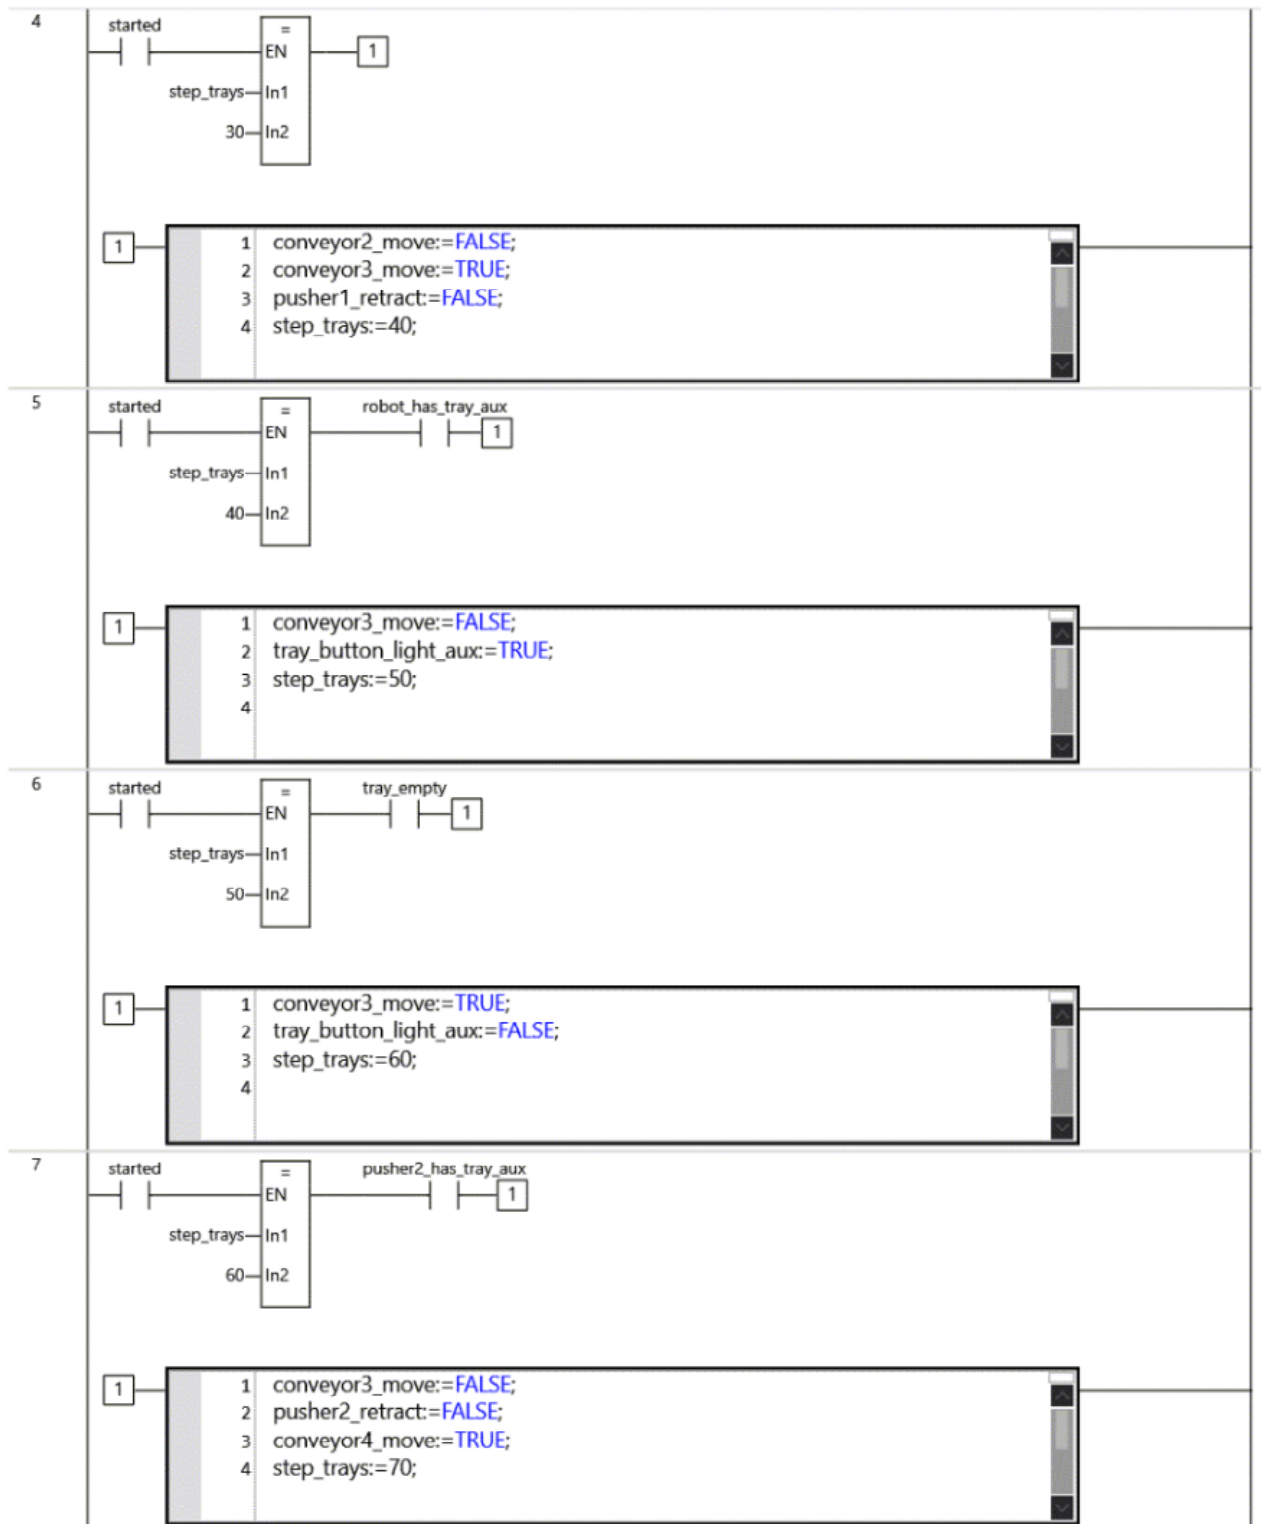 4
started
=
EN
1
step_trays
In1
30
In2
1
1 conveyor2_move:=FALSE;
2 conveyor3_move:=TRUE;
3 pusher1_retract:=FALSE;
4 step_trays:=40;
5
started
=
robot_has_tray_aux
EN
1
step_trays
In1
40
In2
1
1 conveyor3_move:=FALSE;
2 tray_button_light_aux:=TRUE;
3 step_trays:=50;
4
6
started
=
tray_empty
EN
1
step_trays
In1
50
In2
1
1 conveyor3_move:=TRUE;
2 tray_button_light_aux:=FALSE;
3 step_trays:=60;
4
7
started
=
pusher2_has_tray_aux
EN
1
step_trays
In1
60
In2
1
1 conveyor3_move:=FALSE;
2 pusher2_retract:=FALSE;
3 conveyor4_move:=TRUE;
4 step_trays:=70;